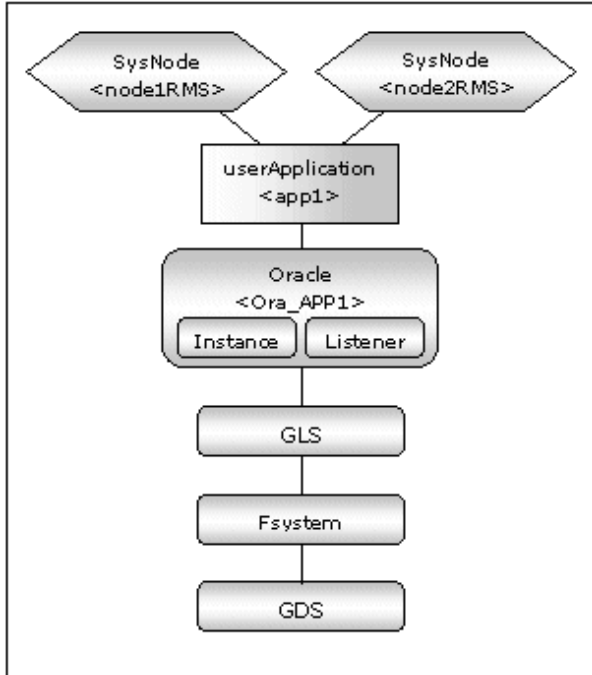 SysNode
<node1RMS>
SysNode
<node2RMS>
userApplication
<app1>
Oracle
<Ora_APP1>
Instance
Listener
GLS
Fsystem
GDS